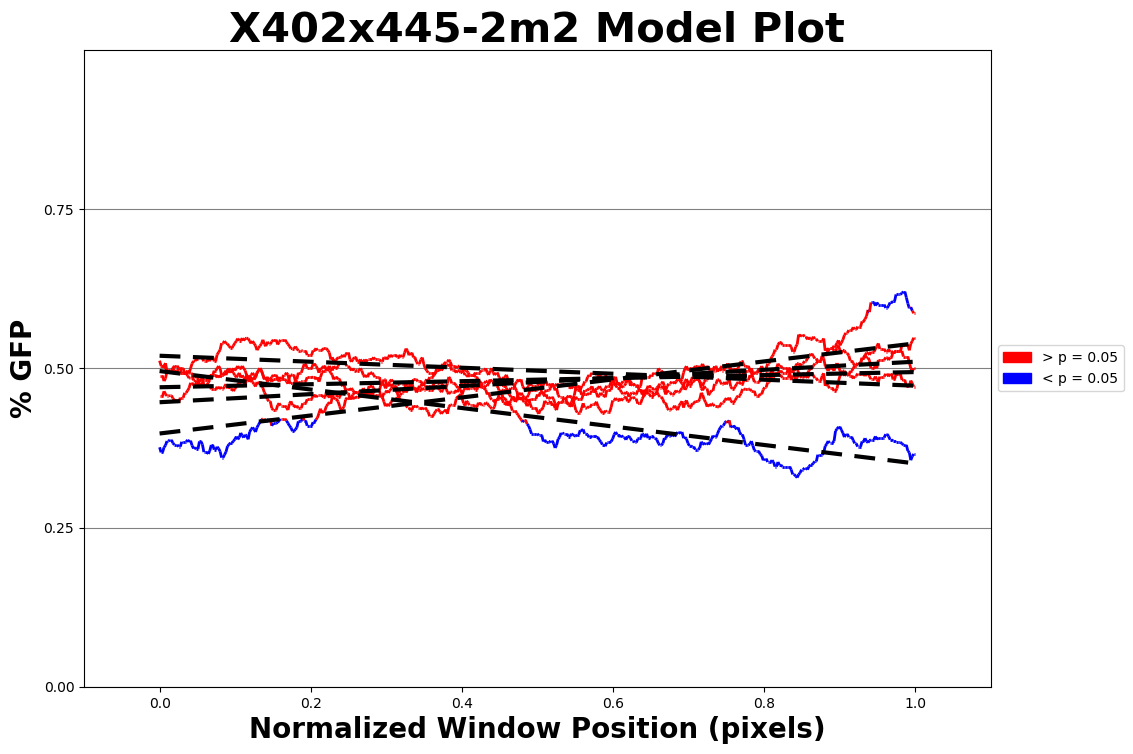 X402x445-2m2 Model Plot
% GFP
0.75
0.50
0.25
0.00
0.0 0.2 0.4 0.6 0.8 1.0
Normalized Window Position (pixels)
> p = 0.05
< p = 0.05